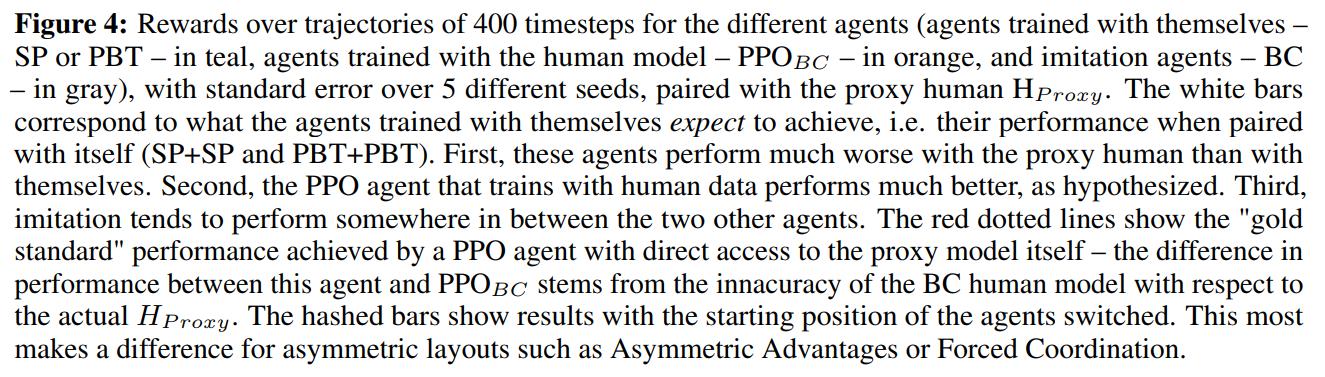 Figure 4: Rewards over trajectories of 400 timesteps for the different agents (agents trained with themselves –
SP or PBT – in teal, agents trained with the human model – PPO_BC – in orange, and imitation agents – BC
– in gray), with standard error over 5 different seeds, paired with the proxy human H_Proxy. The white bars
correspond to what the agents trained with themselves expect to achieve, i.e. their performance when paired
with itself (SP+SP and PBT+PBT). First, these agents perform much worse with the proxy human than with
themselves. Second, the PPO agent that trains with human data performs much better, as hypothesized. Third,
imitation tends to perform somewhere in between the two other agents. The red dotted lines show the "gold
standard" performance achieved by a PPO agent with direct access to the proxy model itself – the difference in
performance between this agent and PPO_BC stems from the innacuracy of the BC human model with respect to
the actual H_Proxy. The hashed bars show results with the starting position of the agents switched. This most
makes a difference for asymmetric layouts such as Asymmetric Advantages or Forced Coordination.